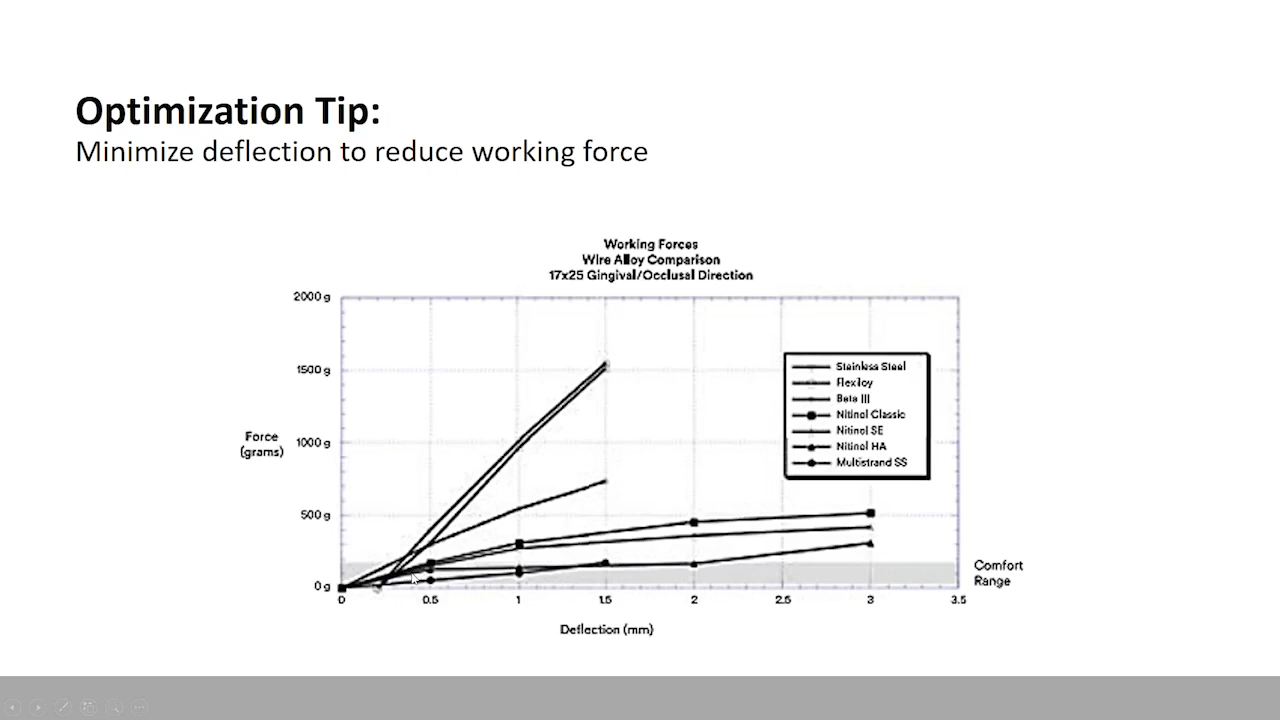 Optimization Tip:
Minimize deflection to reduce working force
Working Forces
Wire Alloy Comparison
17x25 Gingival/Occlusal Direction
2000 g
1500 g
1000 g
500 g
0 g
Force
(grams)
Stainless Steel
Flexiloy
Beta III
Nitinol Classic
Nitinol SE
Nitinol HA
Multistrand SS
Comfort
Range
0 0.5 1 1.5 2 2.5 3 3.5
Deflection (mm)